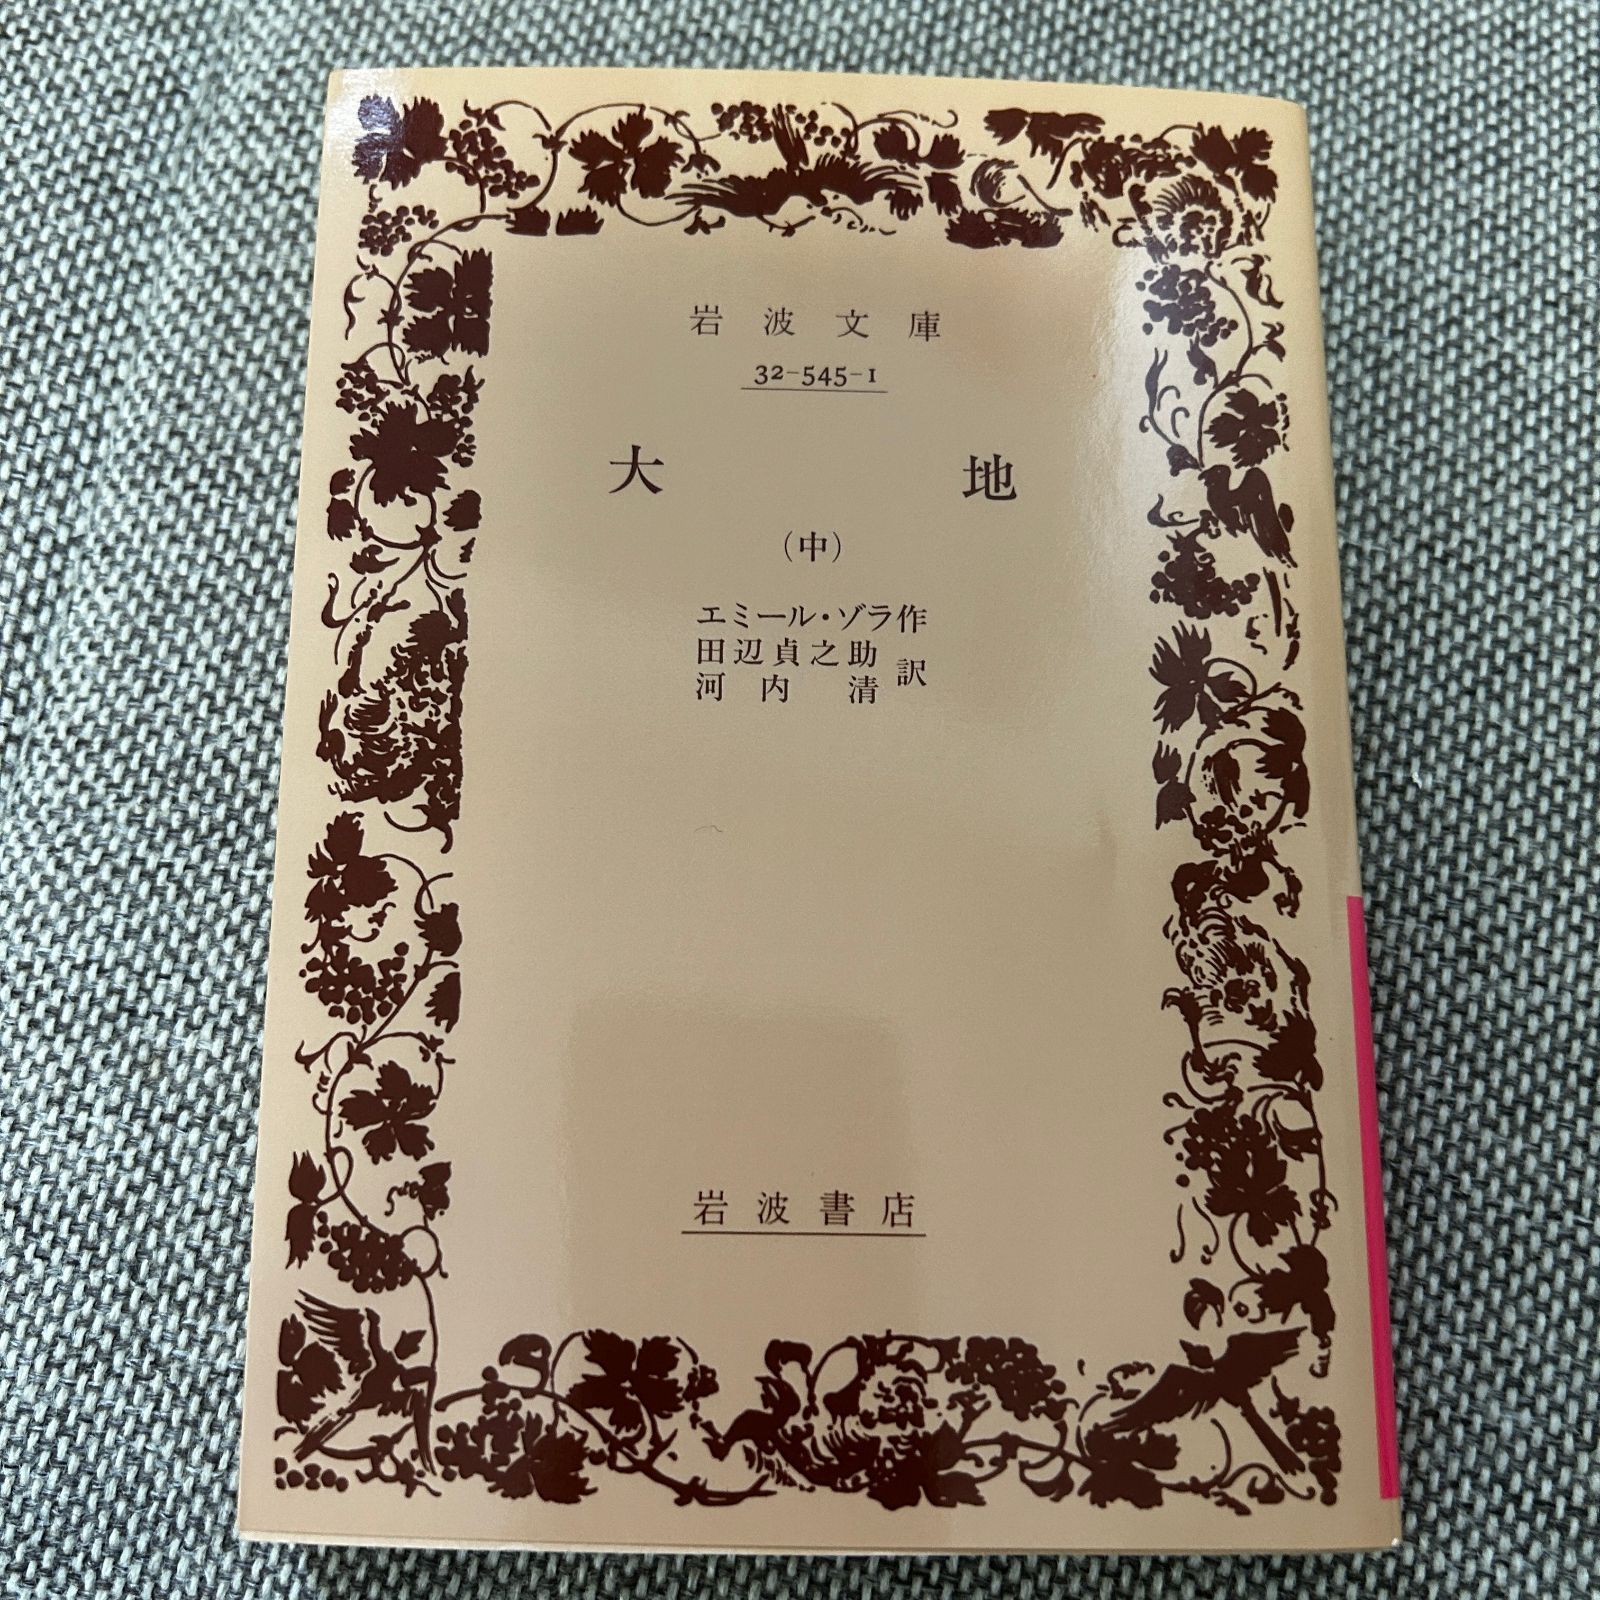 岩波文庫
32-545-1
大地
(中)
エミール・ゾラ作
田辺貞之助
河内清 訳
岩波書店